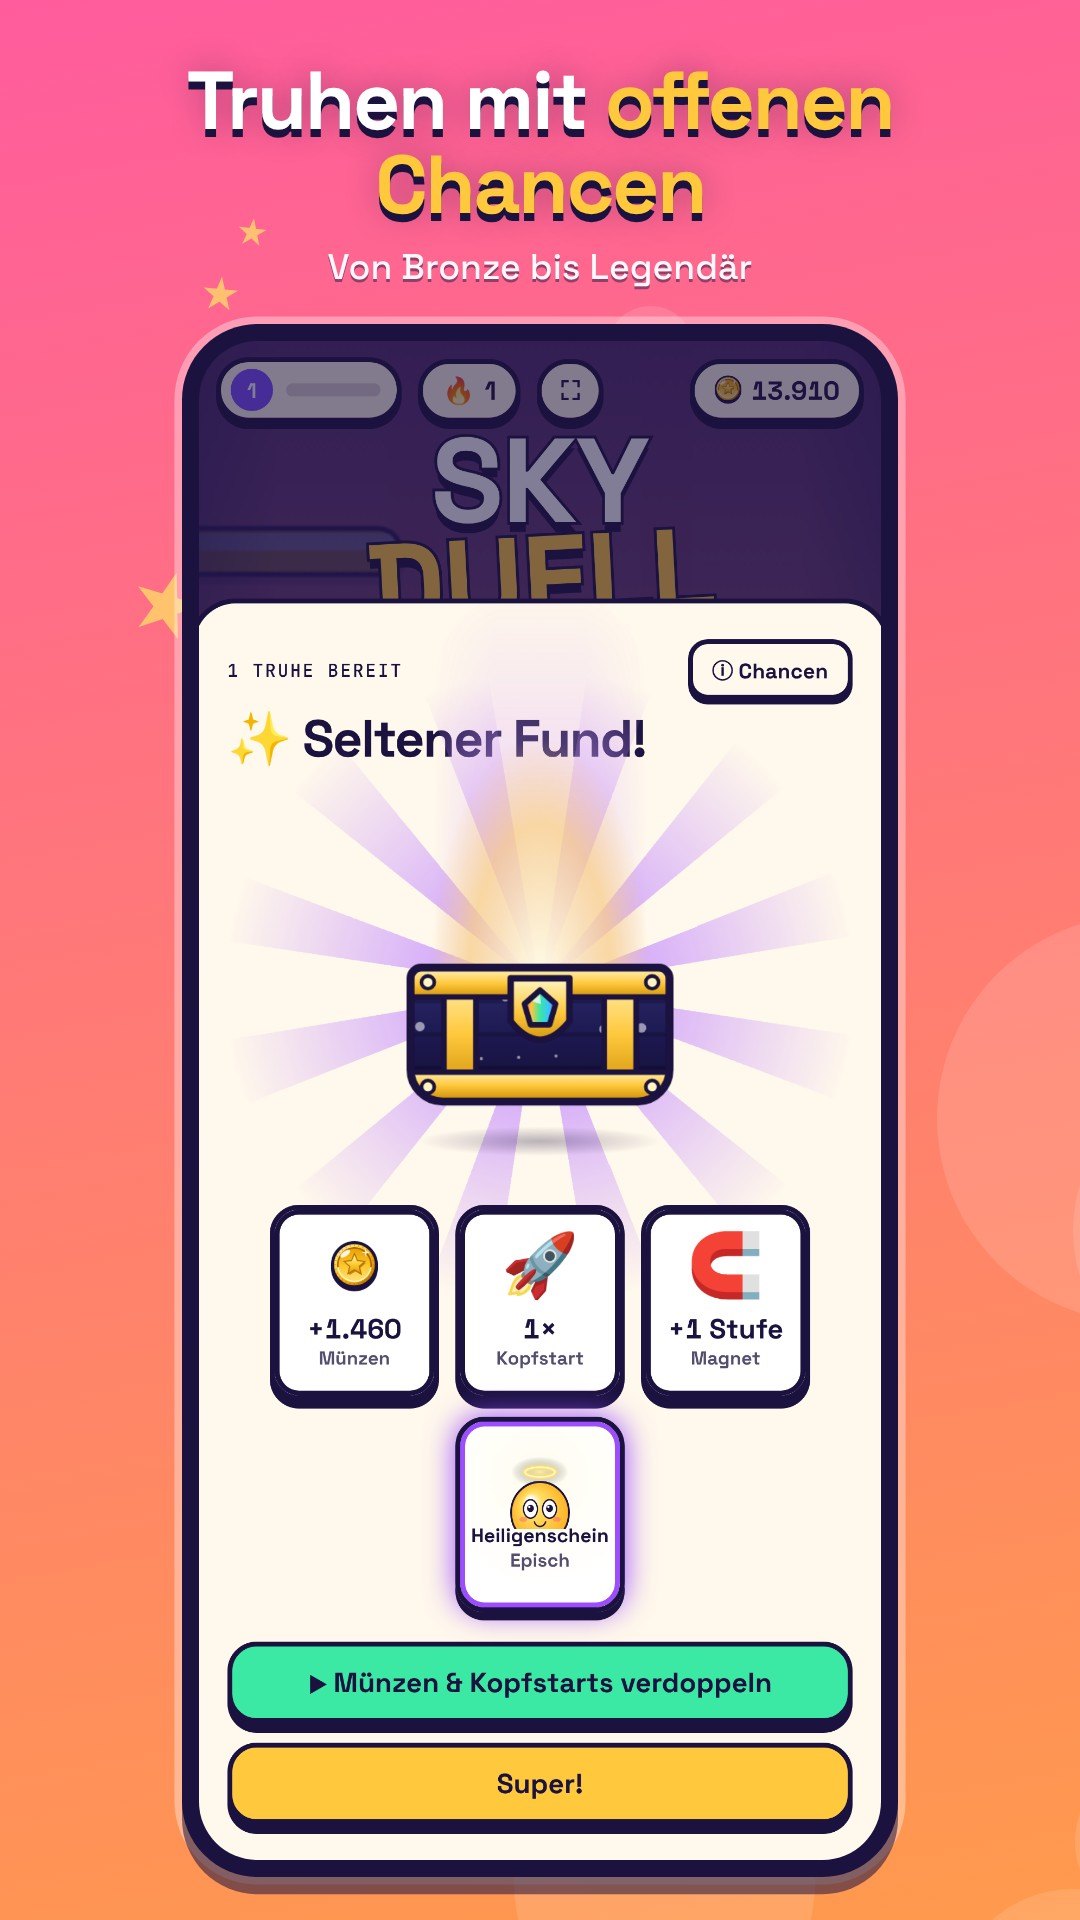 Truhen mit offenen
Chancen
Von Bronze bis Legendär
1
🔥 1
13.910
SKY
DUELL
1 TRUHE BEREIT
ⓘ Chancen
✨ Seltener Fund!
+1.460
Münzen
1×
Kopfstart
+1 Stufe
Magnet
Heiligenschein
Episch
▶ Münzen & Kopfstarts verdoppeln
Super!